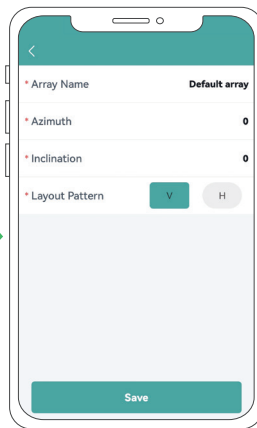 * Array Name Default array
* Azimuth 0
* Inclination 0
* Layout Pattern V H
Save